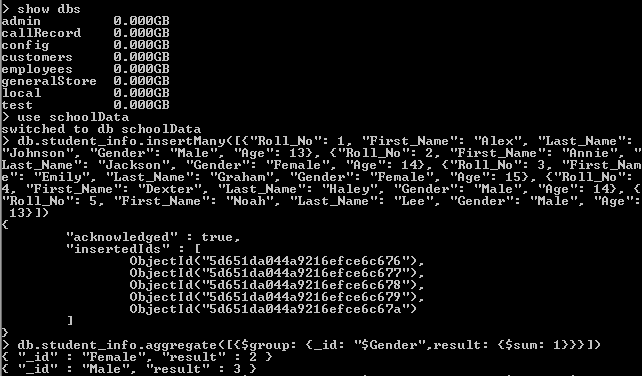 > show dbs
admin         0.000GB
callRecord    0.000GB
config        0.000GB
customers     0.000GB
employees     0.000GB
generalStore  0.000GB
local         0.000GB
test          0.000GB
> use schoolData
switched to db schoolData
> db.student_info.insertMany([{"Roll_No": 1, "First_Name": "Alex", "Last_Name":
"Johnson", "Gender": "Male", "Age": 13}, {"Roll_No": 2, "First_Name": "Annie", "
Last_Name": "Jackson", "Gender": "Female", "Age": 14}, {"Roll_No": 3, "First_Nam
e": "Emily", "Last_Name": "Graham", "Gender": "Female", "Age": 15}, {"Roll_No":
4, "First_Name": "Dexter", "Last_Name": "Haley", "Gender": "Male", "Age": 14}, {
"Roll_No": 5, "First_Name": "Noah", "Last_Name": "Lee", "Gender": "Male", "Age":
 13}])
{
        "acknowledged" : true,
        "insertedIds" : [
                ObjectId("5d651da044a9216efce6c676"),
                ObjectId("5d651da044a9216efce6c677"),
                ObjectId("5d651da044a9216efce6c678"),
                ObjectId("5d651da044a9216efce6c679"),
                ObjectId("5d651da044a9216efce6c67a")
        ]
}
> db.student_info.aggregate([{$group: {_id: "$Gender",result: {$sum: 1}}}])
{ "_id" : "Female", "result" : 2 }
{ "_id" : "Male", "result" : 3 }